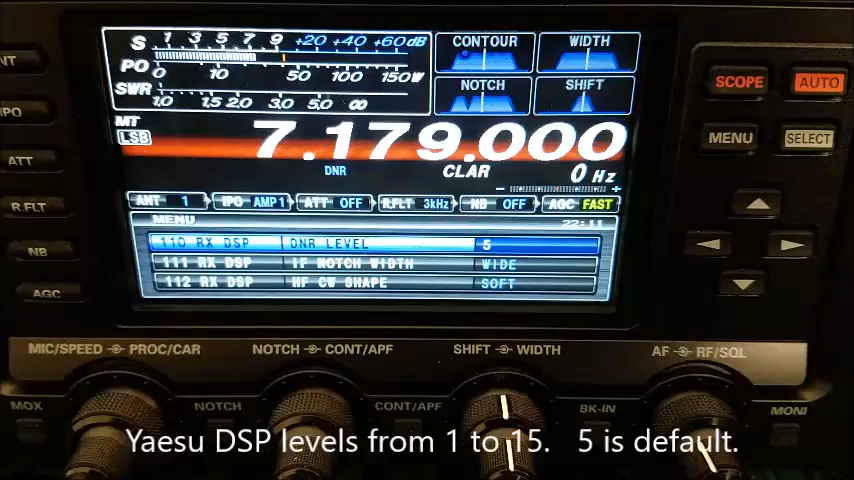 S 1 3 5 7 9 +20 +40 +60 dB
PO 0 10 50 100 150W
SWR 1.0 1.5 2.0 3.0 5.0 ∞
CONTOUR WIDTH
NOTCH SHIFT
MT
LSB
7.179.000
DNR CLAR 0 Hz
− +
ANT 1 IPO AMP1 ATT OFF R.FLT 3kHz NB OFF AGC FAST
MENU 22:11
110 RX DSP DNR LEVEL 5
111 RX DSP IF NOTCH WIDTH WIDE
112 RX DSP HF CW SHAPE SOFT
NT
IPO
ATT
R.FLT
NB
AGC
SCOPE AUTO
MENU SELECT
MIC/SPEED PROC/CAR NOTCH CONT/APF SHIFT WIDTH AF RF/SQL
MOX NOTCH CONT/APF BK-IN MONI
Yaesu DSP levels from 1 to 15. 5 is default.